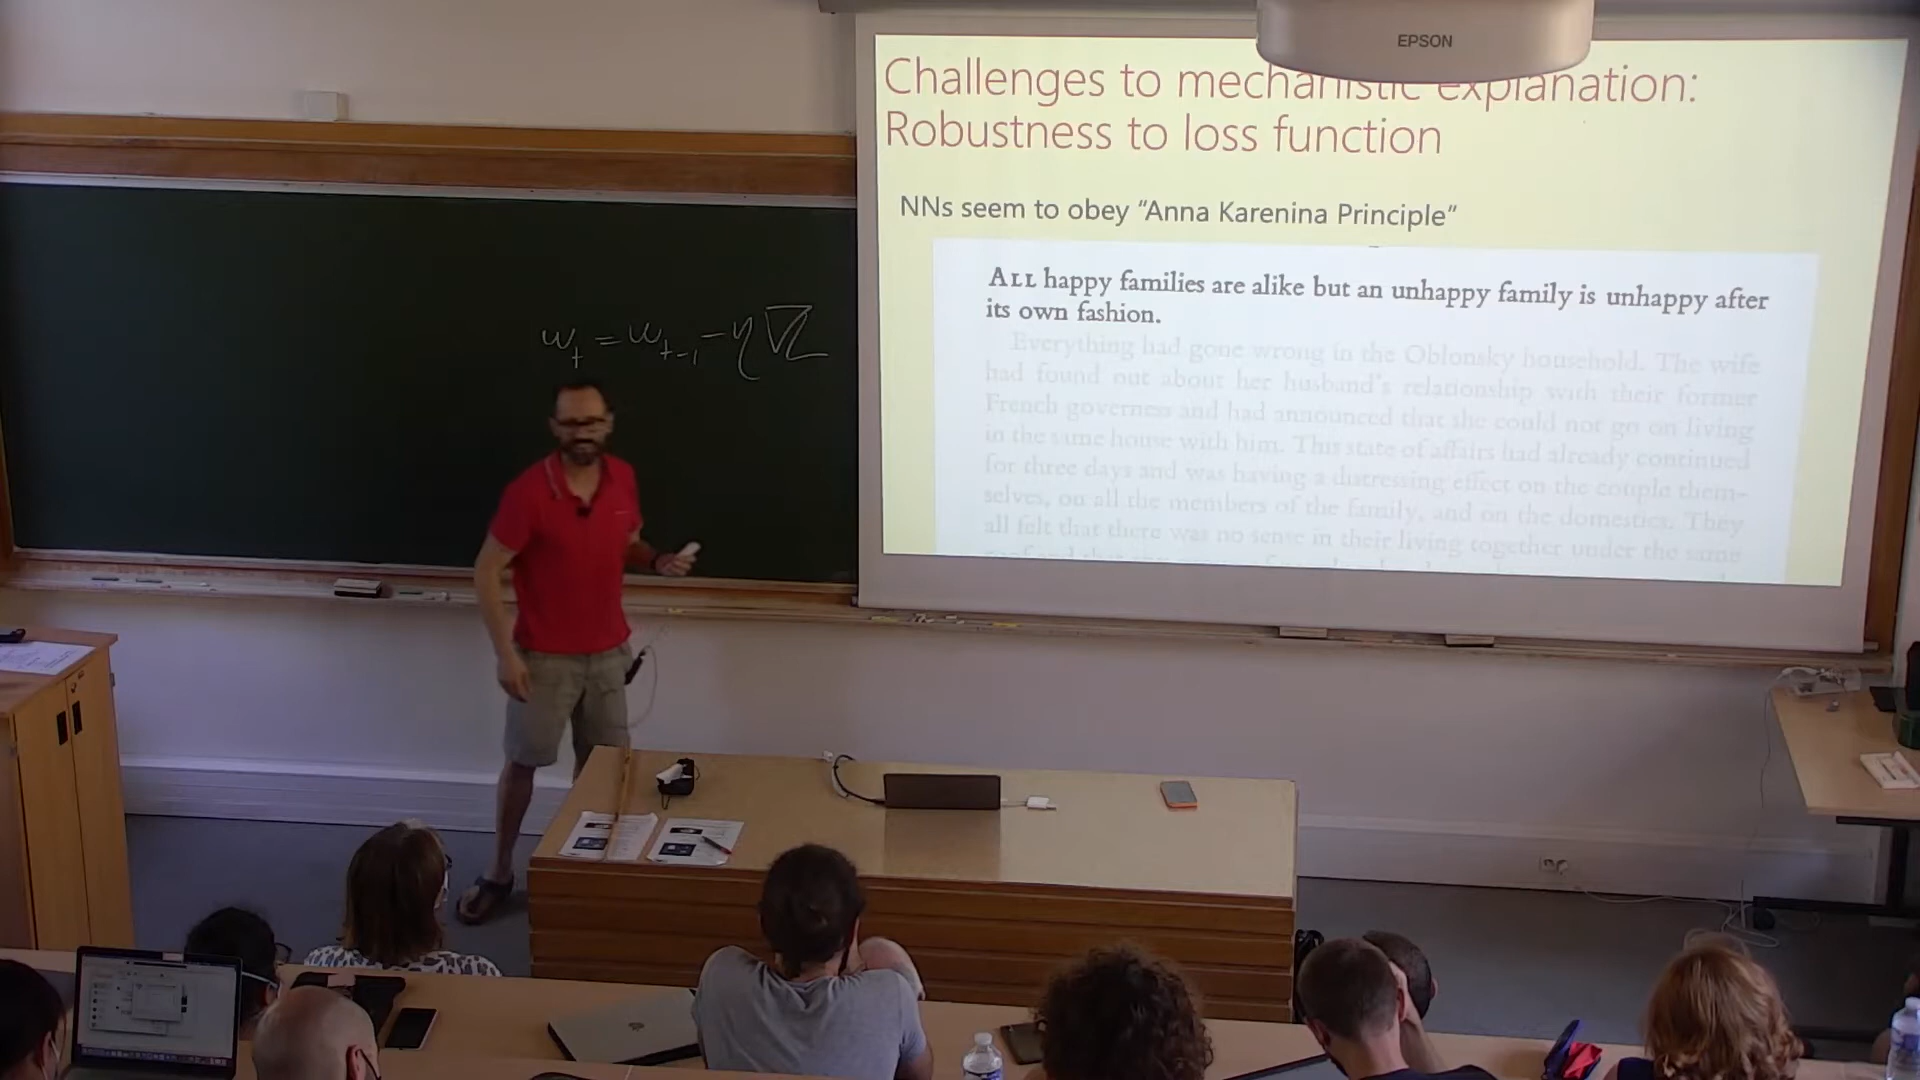 EPSON
Challenges to mechanistic explanation:
Robustness to loss function
NNs seem to obey “Anna Karenina Principle”
ALL happy families are alike but an unhappy family is unhappy after
its own fashion.
Everything had gone wrong in the Oblonsky household. The wife
had found out about her husband's relationship with their former
French governess and had announced that she could not go on living
in the same house with him. This state of affairs had already continued
for three days and was having a distressing effect on the couple them-
selves, on all the members of the family, and on the domestics. They
all felt that there was no sense in their living together under the same
w_t = w_{t-1} - η∇L